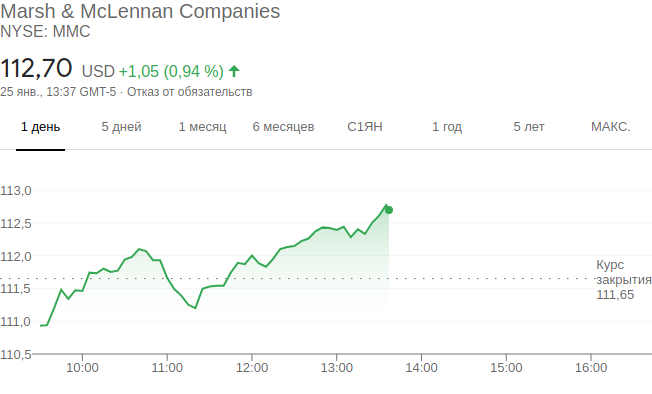 Marsh & McLennan Companies
NYSE: MMC
112,70 USD +1,05 (0,94 %)
25 янв., 13:37 GMT-5 · Отказ от обязательств
1 день 5 дней 1 месяц 6 месяцев С1ЯН 1 год 5 лет МАКС.
113,0
112,5
112,0
111,5
111,0
110,5
Курс
закрытия
111,65
10:00 11:00 12:00 13:00 14:00 15:00 16:00